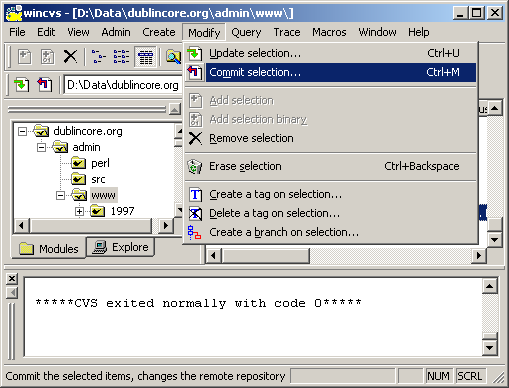 wincvs - [D:\Data\dublincore.org\admin\www\]
File Edit View Admin Create Modify Query Trace Macros Window Help
Update selection... Ctrl+U
D:\Data\dublincore.org
Commit selection... Ctrl+M
Add selection
Add selection binary
Remove selection
Erase selection Ctrl+Backspace
Create a tag on selection...
Delete a tag on selection...
Create a branch on selection...
dublincore.org
admin
perl
src
www
1997
Modules Explore
*****CVS exited normally with code 0*****
Commit the selected items, changes the remote repository NUM SCRL